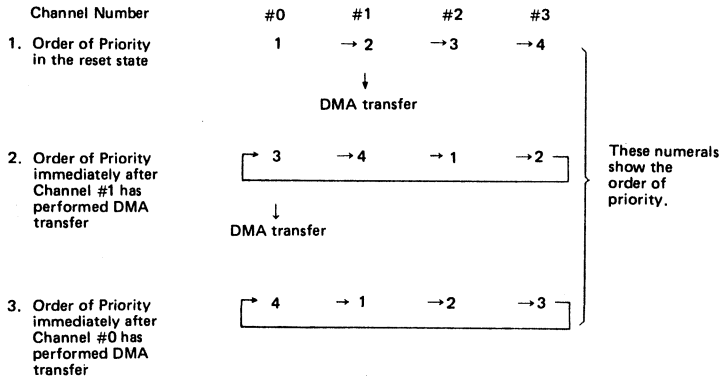 Channel Number #0 #1 #2 #3
1. Order of Priority 1 → 2 → 3 → 4
in the reset state
↓
DMA transfer
2. Order of Priority 3 → 4 → 1 → 2
immediately after
Channel #1 has
performed DMA
transfer
↓
DMA transfer
3. Order of Priority 4 → 1 → 2 → 3
immediately after
Channel #0 has
performed DMA
transfer
These numerals
show the
order of
priority.